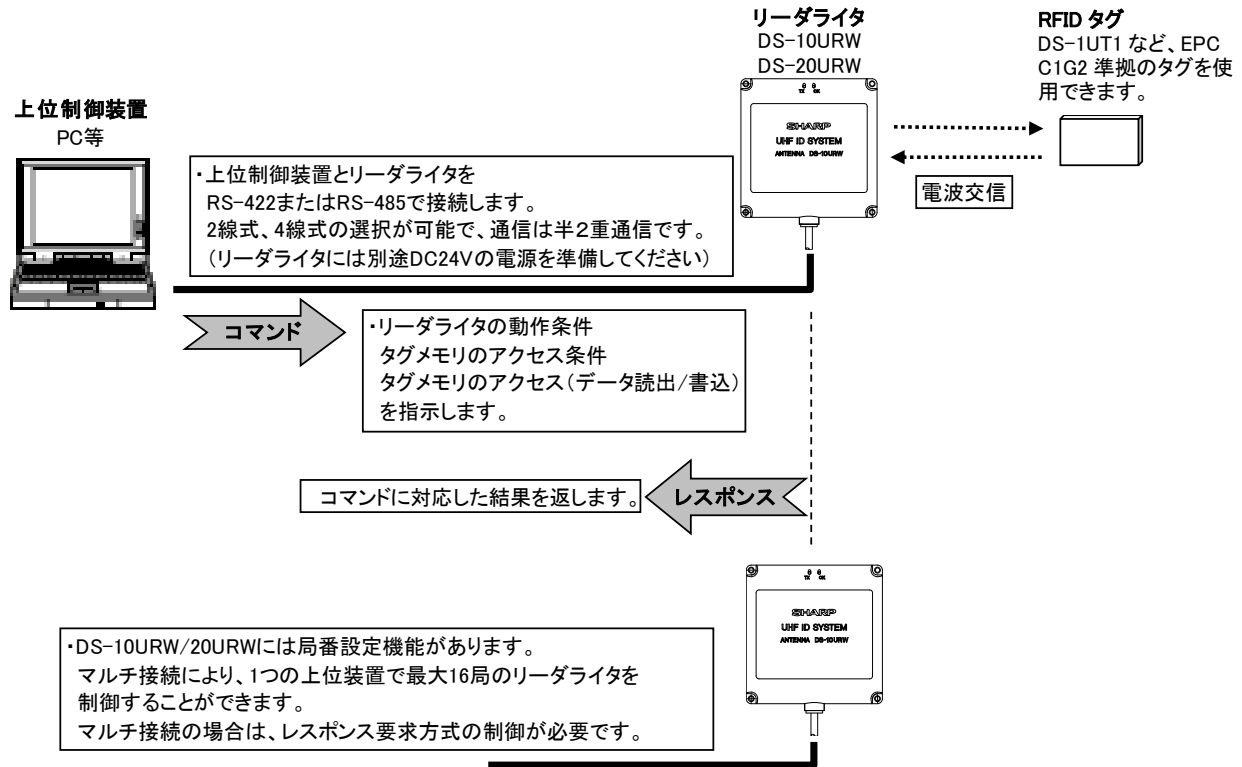 リーダライタ
DS-10URW
DS-20URW
RFID タグ
DS-1UT1 など、EPC
C1G2 準拠のタグを使
用できます。
上位制御装置
PC等
TX OK
SHARP
UHF ID SYSTEM
ANTENNA DS-10URW
電波交信
・上位制御装置とリーダライタを
RS-422またはRS-485で接続します。
2線式、4線式の選択が可能で、通信は半２重通信です。
（リーダライタには別途DC24Vの電源を準備してください）
コマンド
・リーダライタの動作条件
タグメモリのアクセス条件
タグメモリのアクセス（データ読出/書込）
を指示します。
コマンドに対応した結果を返します。
レスポンス
TX OK
SHARP
UHF ID SYSTEM
ANTENNA DS-10URW
・DS-10URW/20URWには局番設定機能があります。
マルチ接続により、1つの上位装置で最大16局のリーダライタを
制御することができます。
マルチ接続の場合は、レスポンス要求方式の制御が必要です。